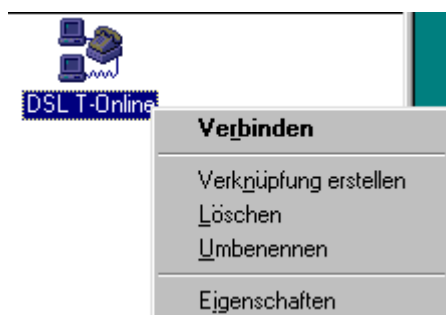 DSL T-Online
Verbinden
Verknüpfung erstellen
Löschen
Umbenennen
Eigenschaften